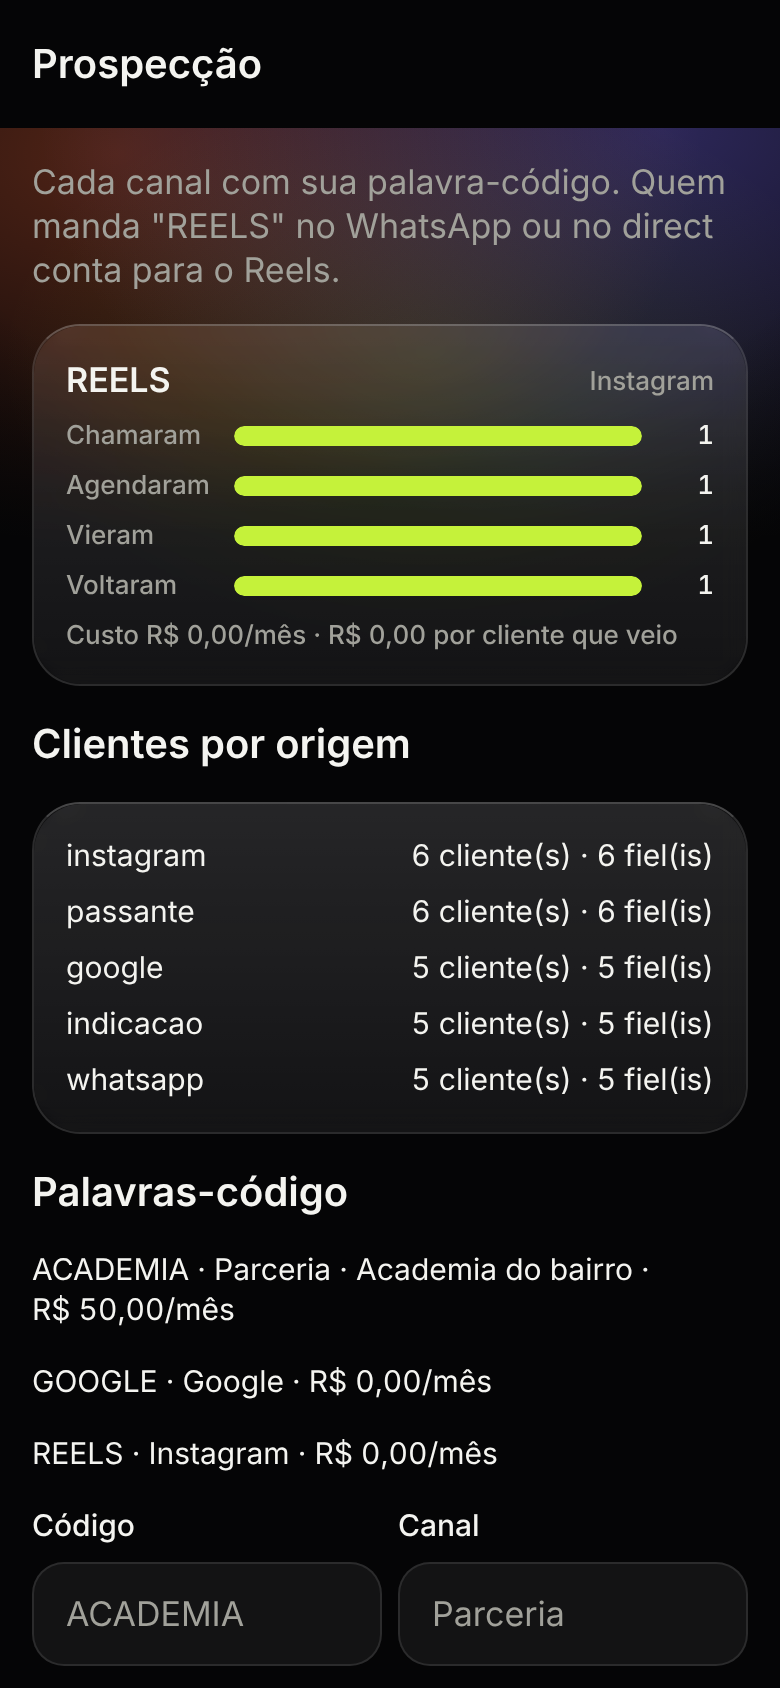 Prospecção
Cada canal com sua palavra-código. Quem
manda "REELS" no WhatsApp ou no direct
conta para o Reels.
REELS Instagram
Chamaram 1
Agendaram 1
Vieram 1
Voltaram 1
Custo R$ 0,00/mês · R$ 0,00 por cliente que veio
Clientes por origem
instagram 6 cliente(s) · 6 fiel(is)
passante 6 cliente(s) · 6 fiel(is)
google 5 cliente(s) · 5 fiel(is)
indicacao 5 cliente(s) · 5 fiel(is)
whatsapp 5 cliente(s) · 5 fiel(is)
Palavras-código
ACADEMIA · Parceria · Academia do bairro ·
R$ 50,00/mês
GOOGLE · Google · R$ 0,00/mês
REELS · Instagram · R$ 0,00/mês
Código Canal
ACADEMIA Parceria